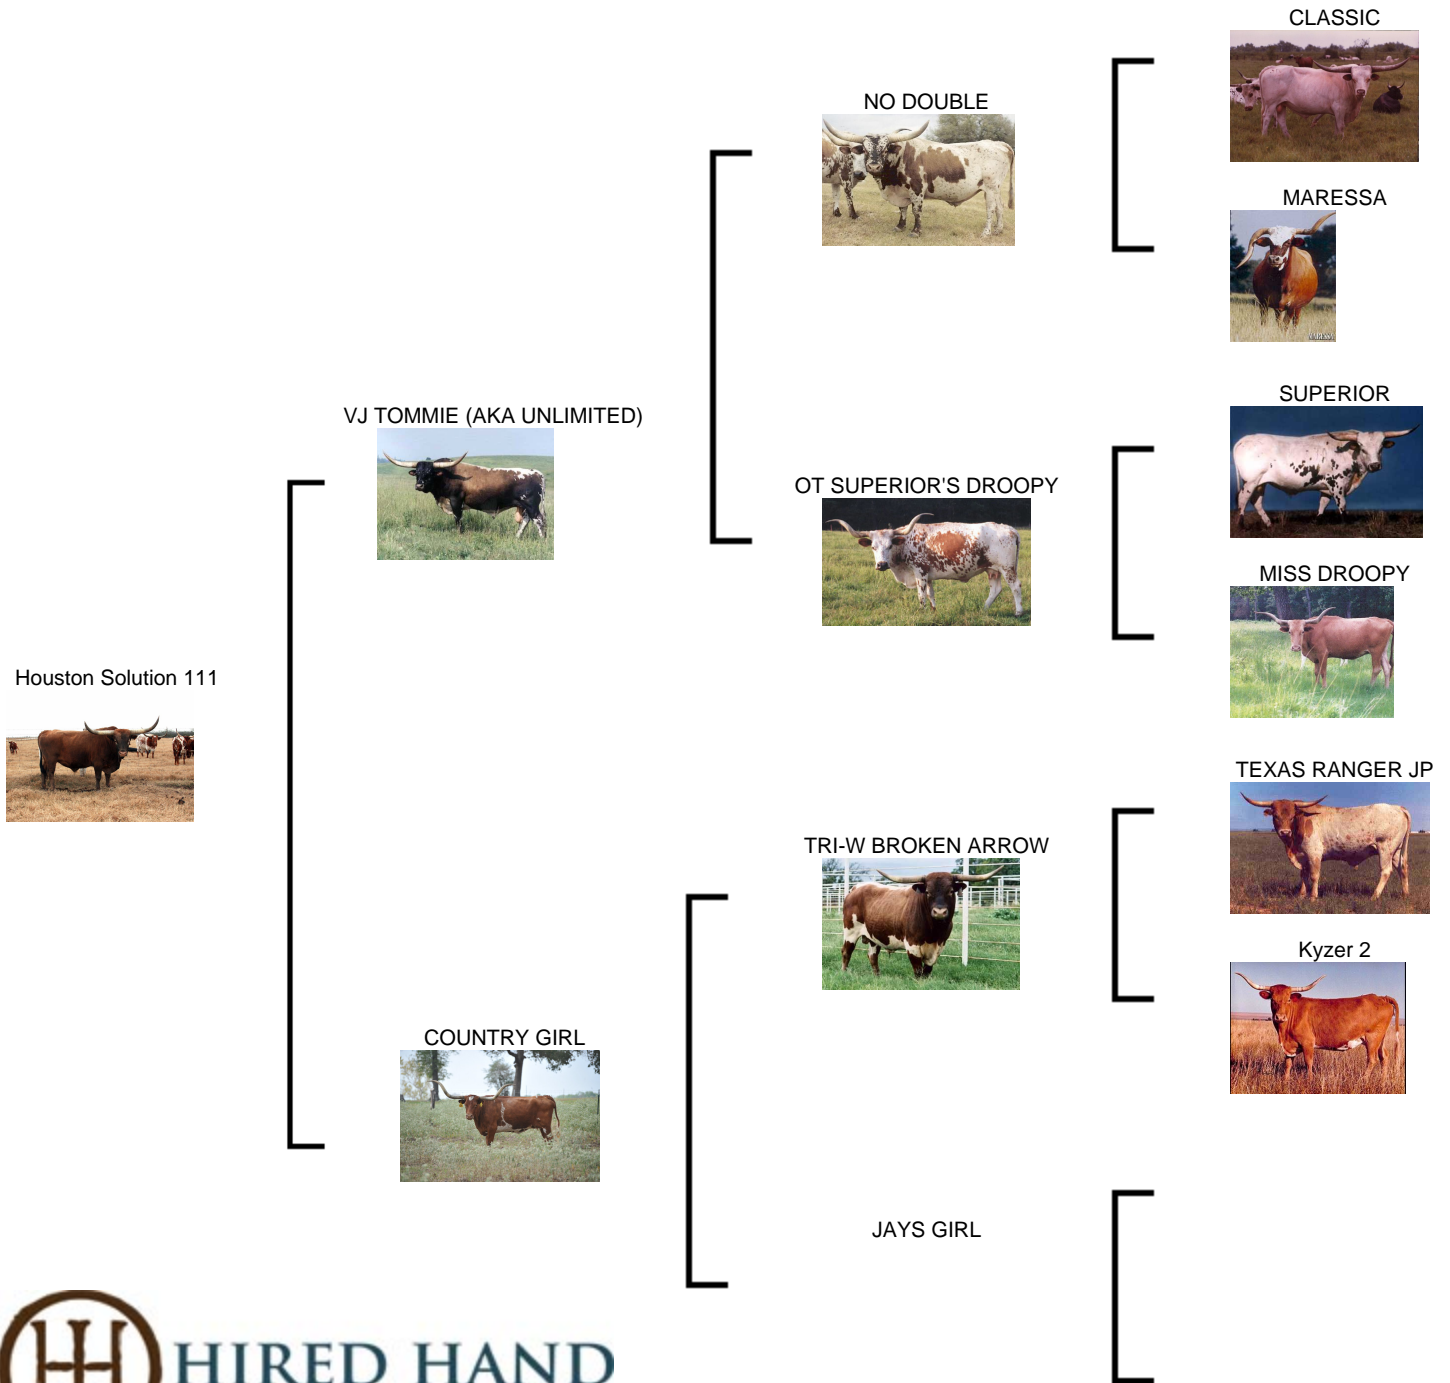 CLASSIC
NO DOUBLE
MARESSA
MARESSA
SUPERIOR
VJ TOMMIE (AKA UNLIMITED)
OT SUPERIOR'S DROOPY
MISS DROOPY
Houston Solution 111
TEXAS RANGER JP
TRI-W BROKEN ARROW
Kyzer 2
COUNTRY GIRL
JAYS GIRL
HIRED HAND